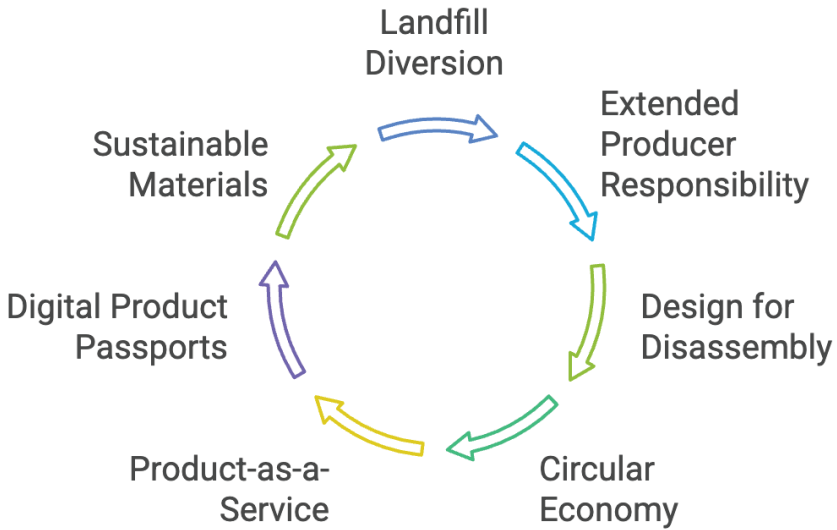 Landfill
Diversion
Extended
Producer
Responsibility
Design for
Disassembly
Circular
Economy
Product-as-a-
Service
Digital Product
Passports
Sustainable
Materials